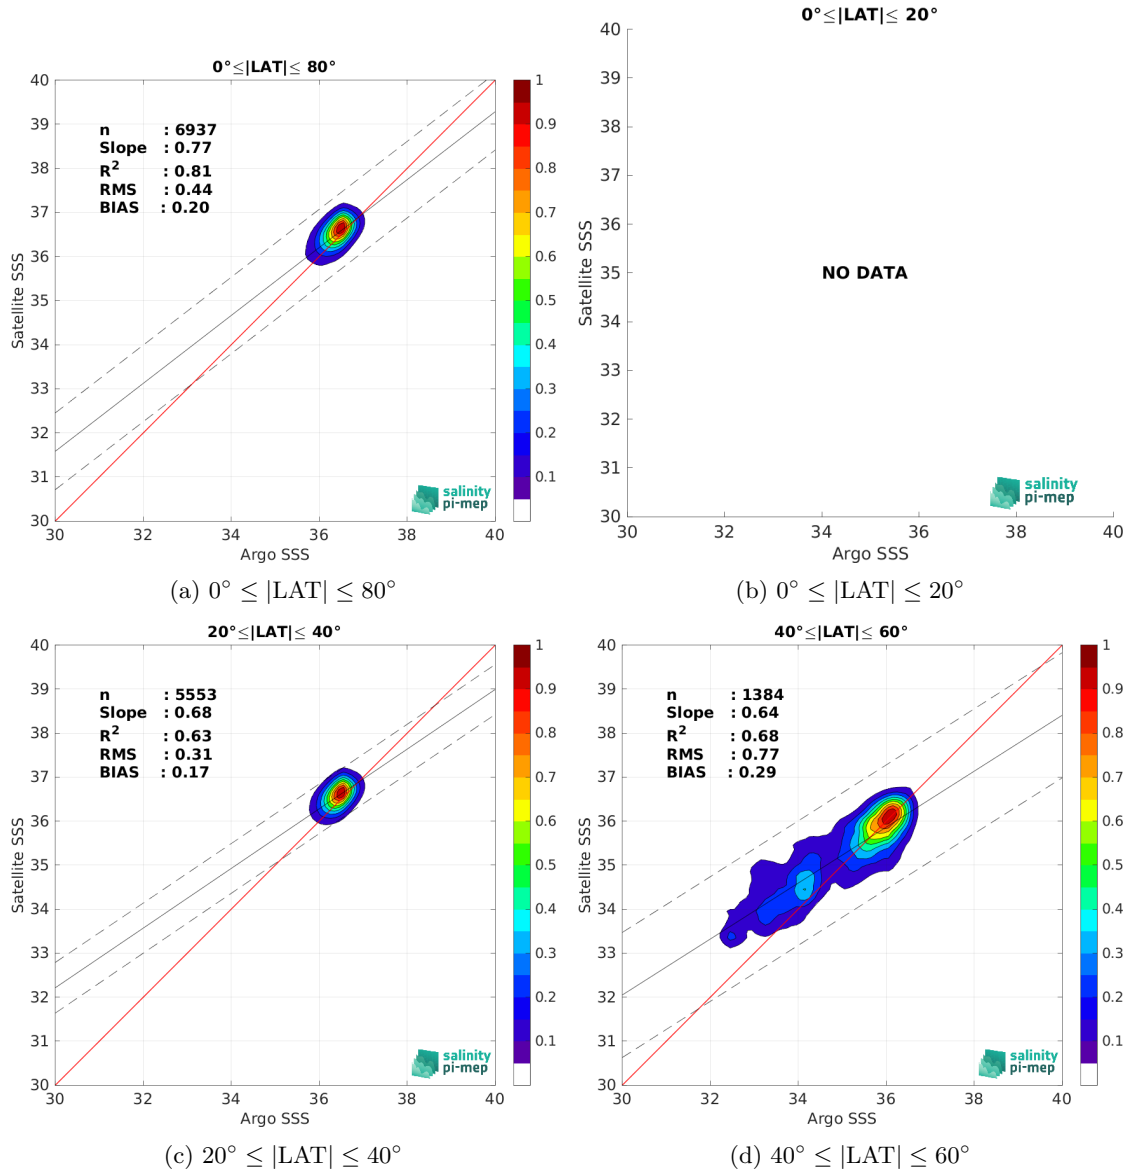 0°≤|LAT|≤ 80°
n : 6937
Slope : 0.77
R² : 0.81
RMS : 0.44
BIAS : 0.20
40
39
38
37
36
35
34
33
32
31
30
Satellite SSS
30 32 34 36 38 40
Argo SSS
1
0.9
0.8
0.7
0.6
0.5
0.4
0.3
0.2
0.1
salinity
pi-mep
(a) 0° ≤ |LAT| ≤ 80°
0°≤|LAT|≤ 20°
40
39
38
37
36
35
34
33
32
31
30
Satellite SSS
NO DATA
salinity
pi-mep
30 32 34 36 38 40
Argo SSS
(b) 0° ≤ |LAT| ≤ 20°
20°≤|LAT|≤ 40°
n : 5553
Slope : 0.68
R² : 0.63
RMS : 0.31
BIAS : 0.17
40
39
38
37
36
35
34
33
32
31
30
Satellite SSS
30 32 34 36 38 40
Argo SSS
1
0.9
0.8
0.7
0.6
0.5
0.4
0.3
0.2
0.1
salinity
pi-mep
(c) 20° ≤ |LAT| ≤ 40°
40°≤|LAT|≤ 60°
n : 1384
Slope : 0.64
R² : 0.68
RMS : 0.77
BIAS : 0.29
40
39
38
37
36
35
34
33
32
31
30
Satellite SSS
30 32 34 36 38 40
Argo SSS
1
0.9
0.8
0.7
0.6
0.5
0.4
0.3
0.2
0.1
salinity
pi-mep
(d) 40° ≤ |LAT| ≤ 60°